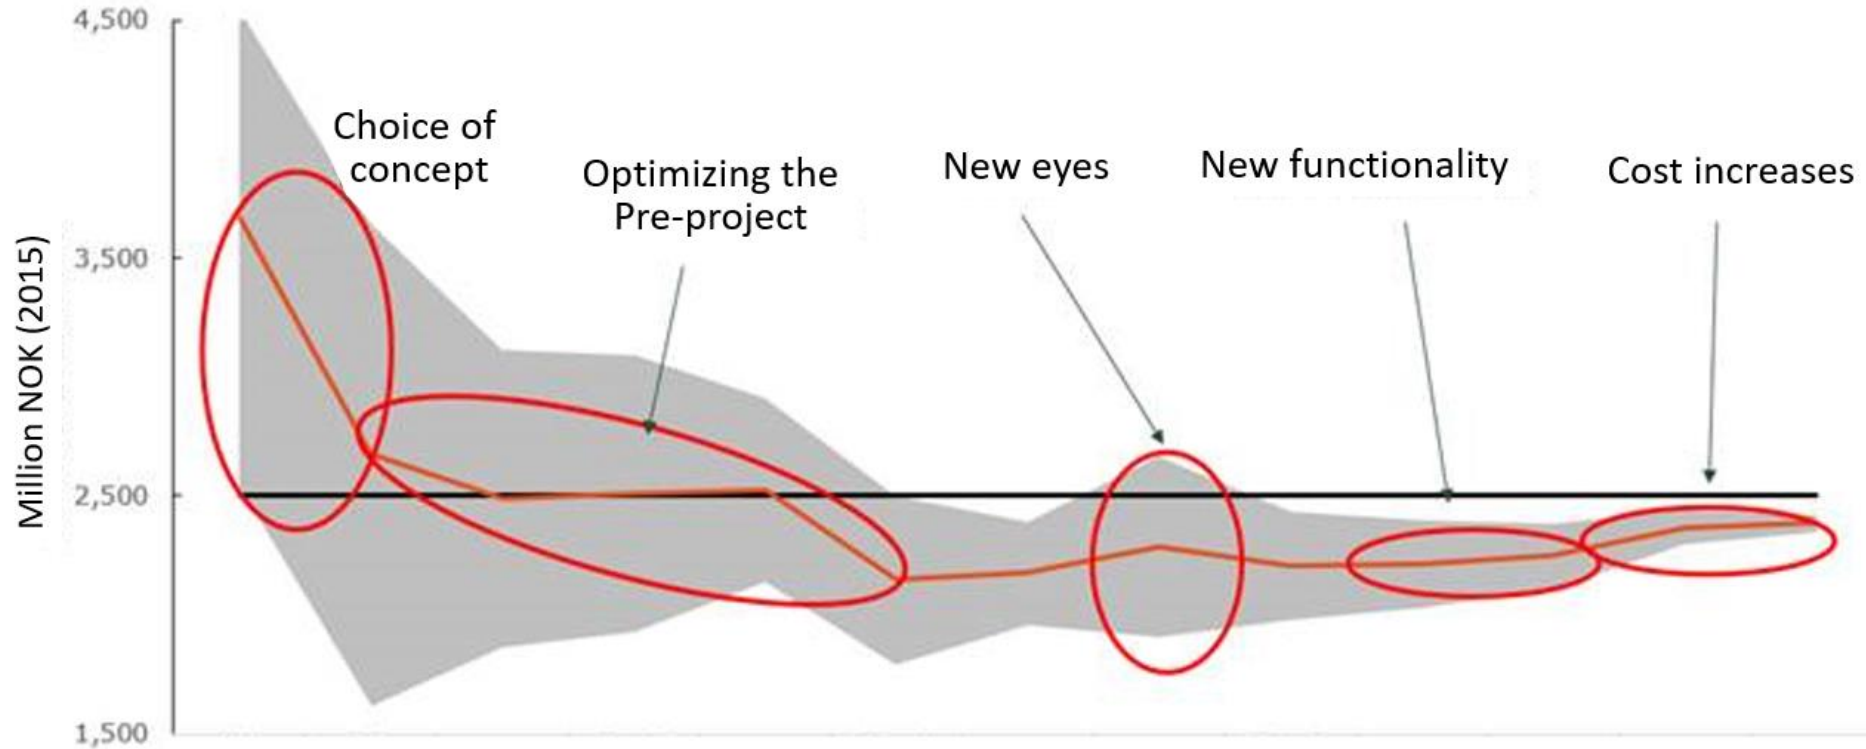 4,500
Choice of
concept
Optimizing the
Pre-project
New eyes
New functionality
Cost increases
3,500
Million NOK (2015)
2,500
1,500